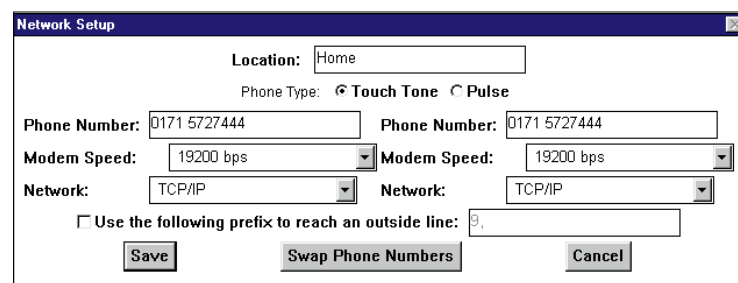 Network Setup
Location: Home
Phone Type: Touch Tone Pulse
Phone Number: 0171 5727444 Phone Number: 0171 5727444
Modem Speed: 19200 bps Modem Speed: 19200 bps
Network: TCP/IP Network: TCP/IP
Use the following prefix to reach an outside line: 9,
Save Swap Phone Numbers Cancel